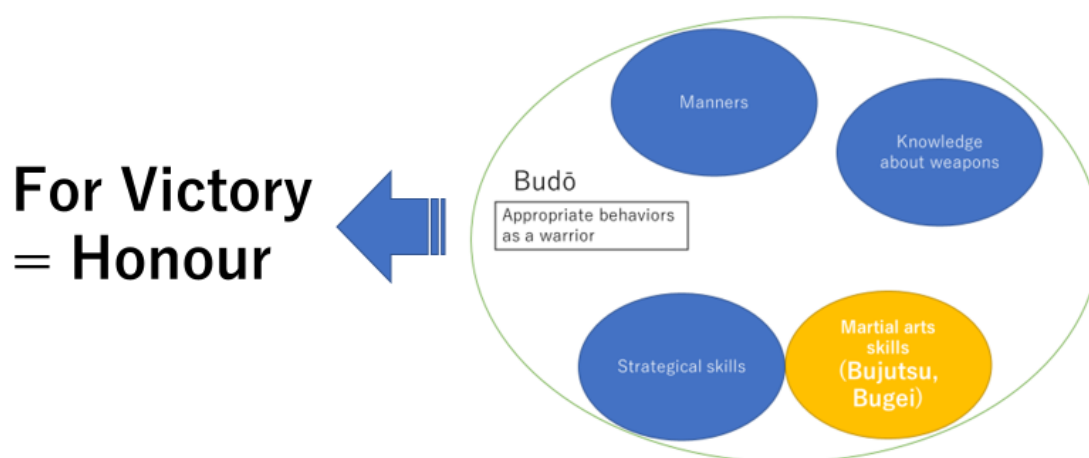 For Victory
= Honour
Budō
Appropriate behaviors
as a warrior
Manners
Knowledge
about weapons
Strategical skills
Martial arts
skills
(Bujutsu,
Bugei)